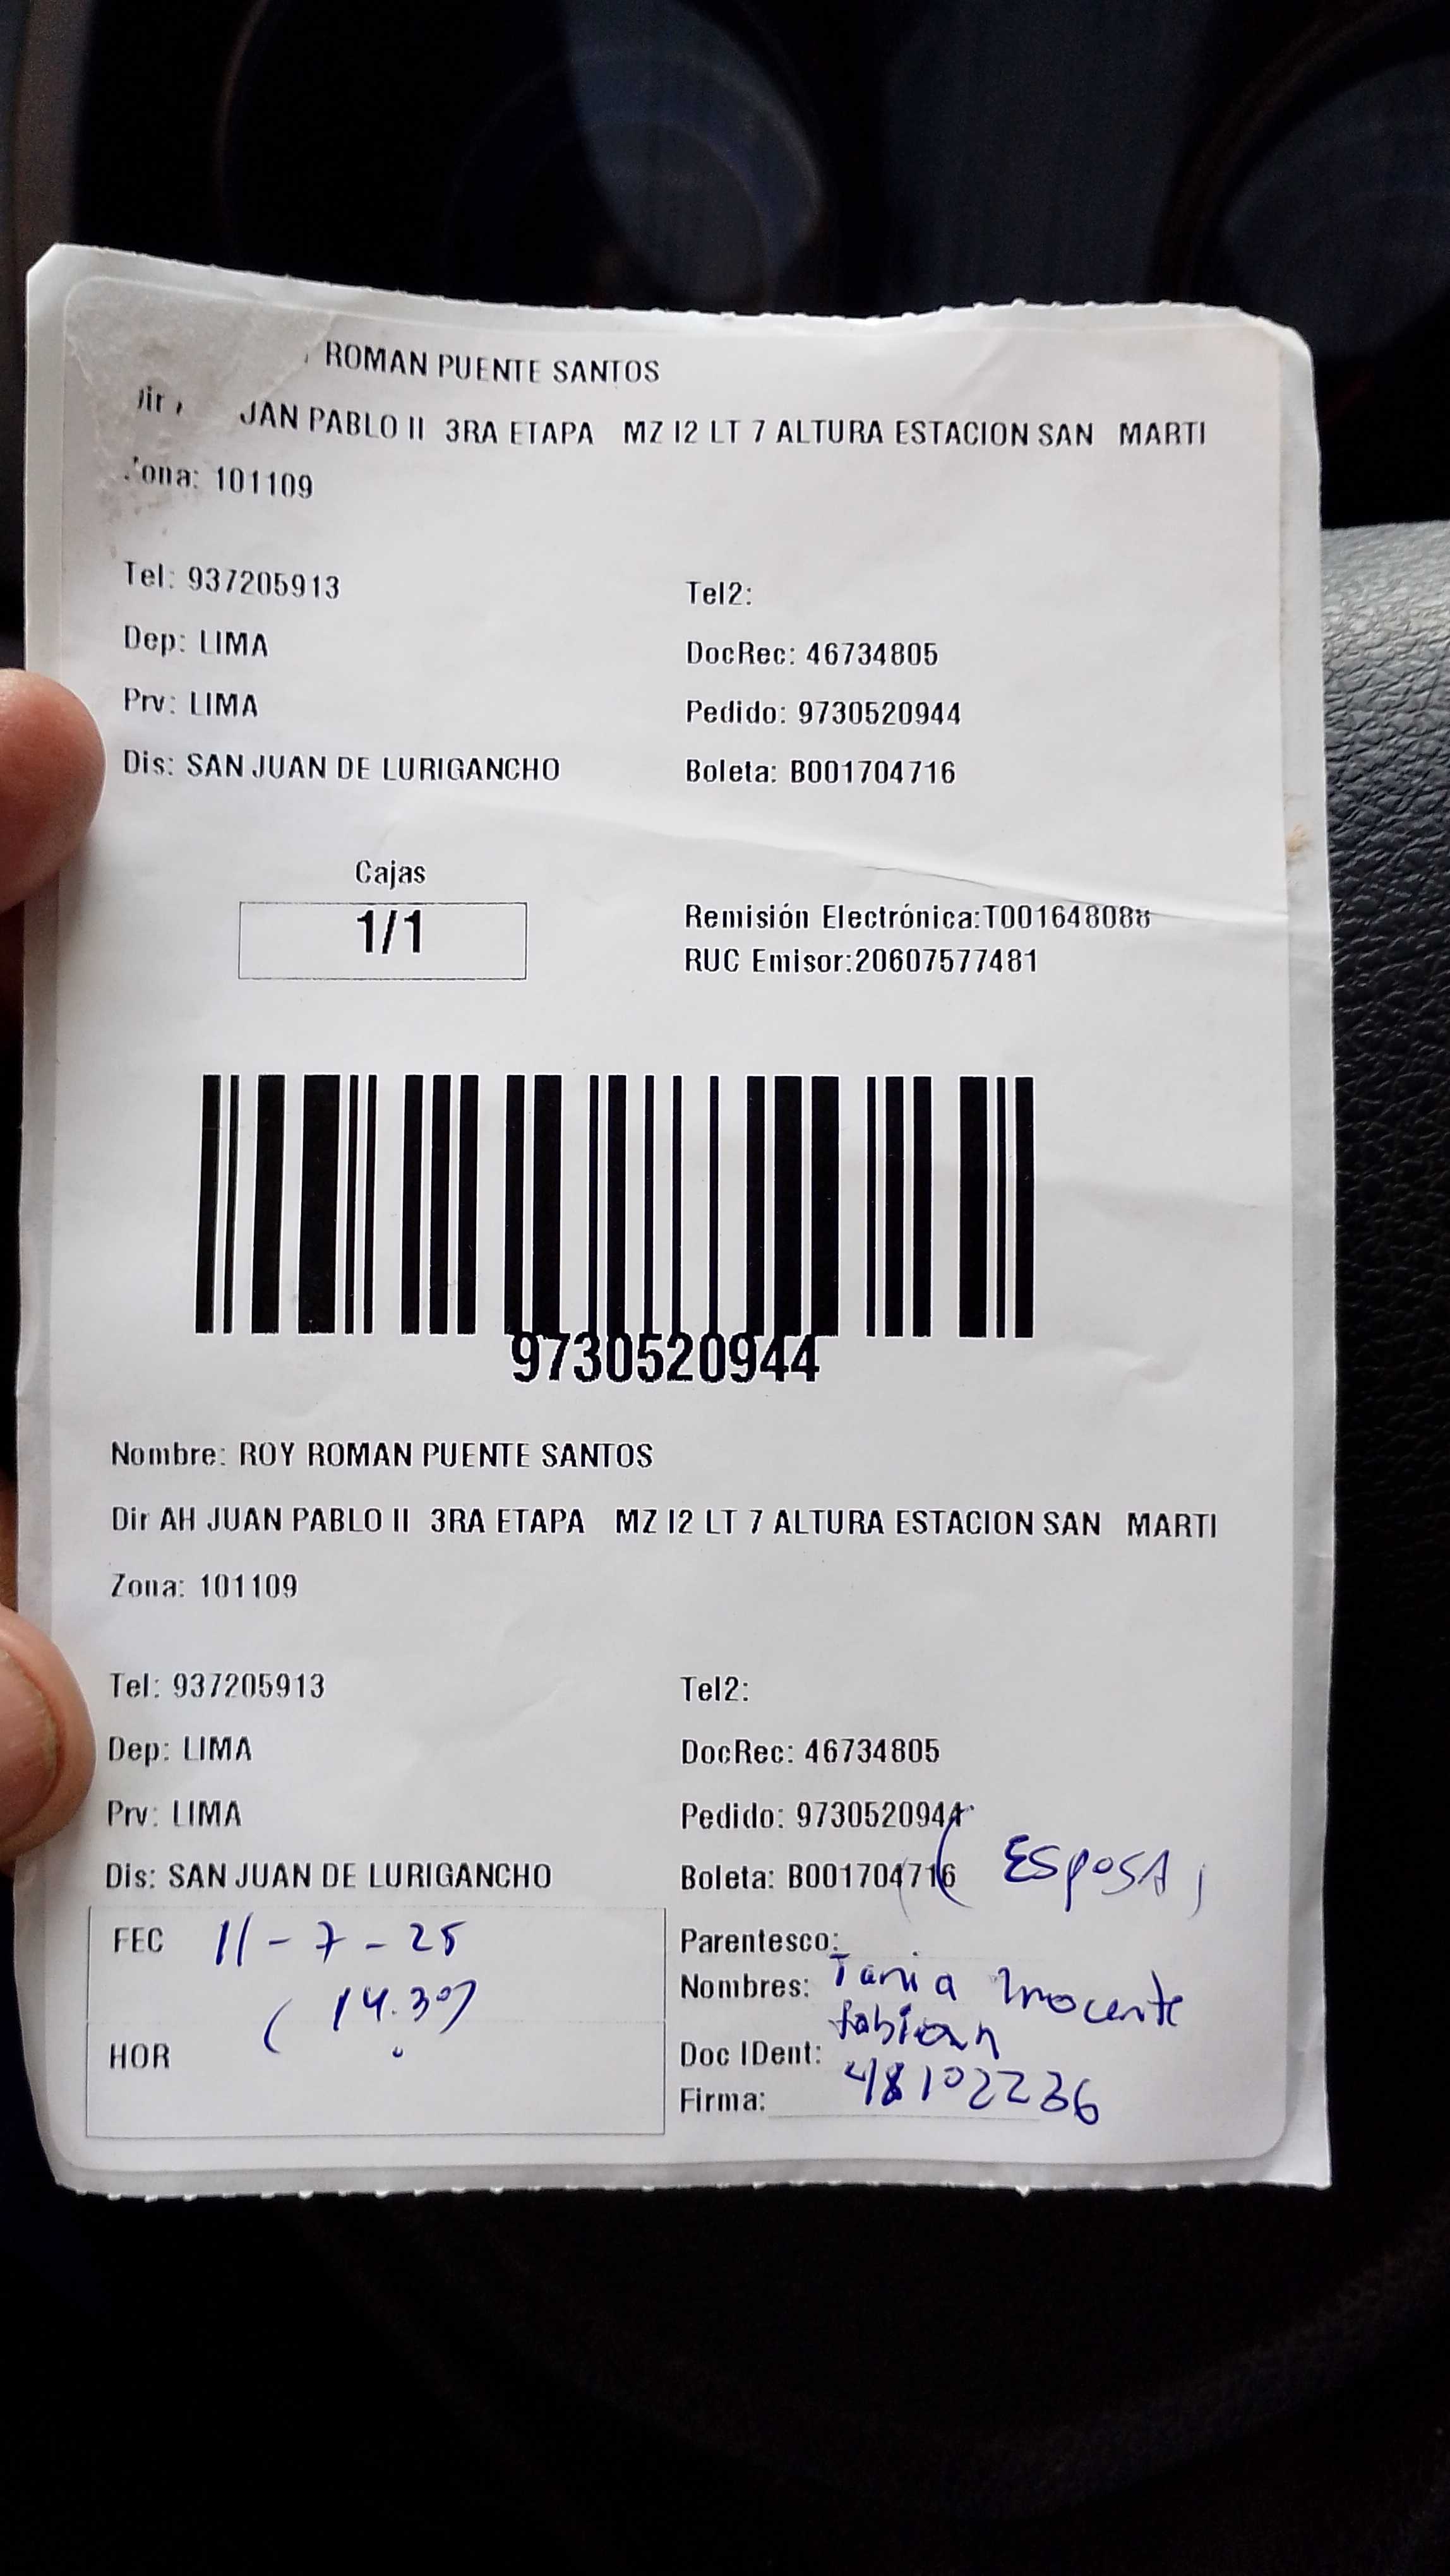 ROMAN PUENTE SANTOS
JAN PABLO II 3RA ETAPA MZ I2 LT 7 ALTURA ESTACION SAN MARTI
Zona: 101109
Tel: 937205913 Tel2:
Dep: LIMA DocRec: 46734805
Prv: LIMA Pedido: 9730520944
Dis: SAN JUAN DE LURIGANCHO Boleta: B001704716
Cajas
1/1
Remisión Electrónica:T001648088
RUC Emisor:20607577481
9730520944
Nombre: ROY ROMAN PUENTE SANTOS
Dir AH JUAN PABLO II 3RA ETAPA MZ I2 LT 7 ALTURA ESTACION SAN MARTI
Zona: 101109
Tel: 937205913 Tel2:
Dep: LIMA DocRec: 46734805
Prv: LIMA Pedido: 9730520944
Dis: SAN JUAN DE LURIGANCHO Boleta: B001704716 (ESPOSA)
FEC 11-7-25 Parentesco:
(14.30) Nombres: Tania Inocente
fabian
HOR Doc IDent: 48102236
Firma: